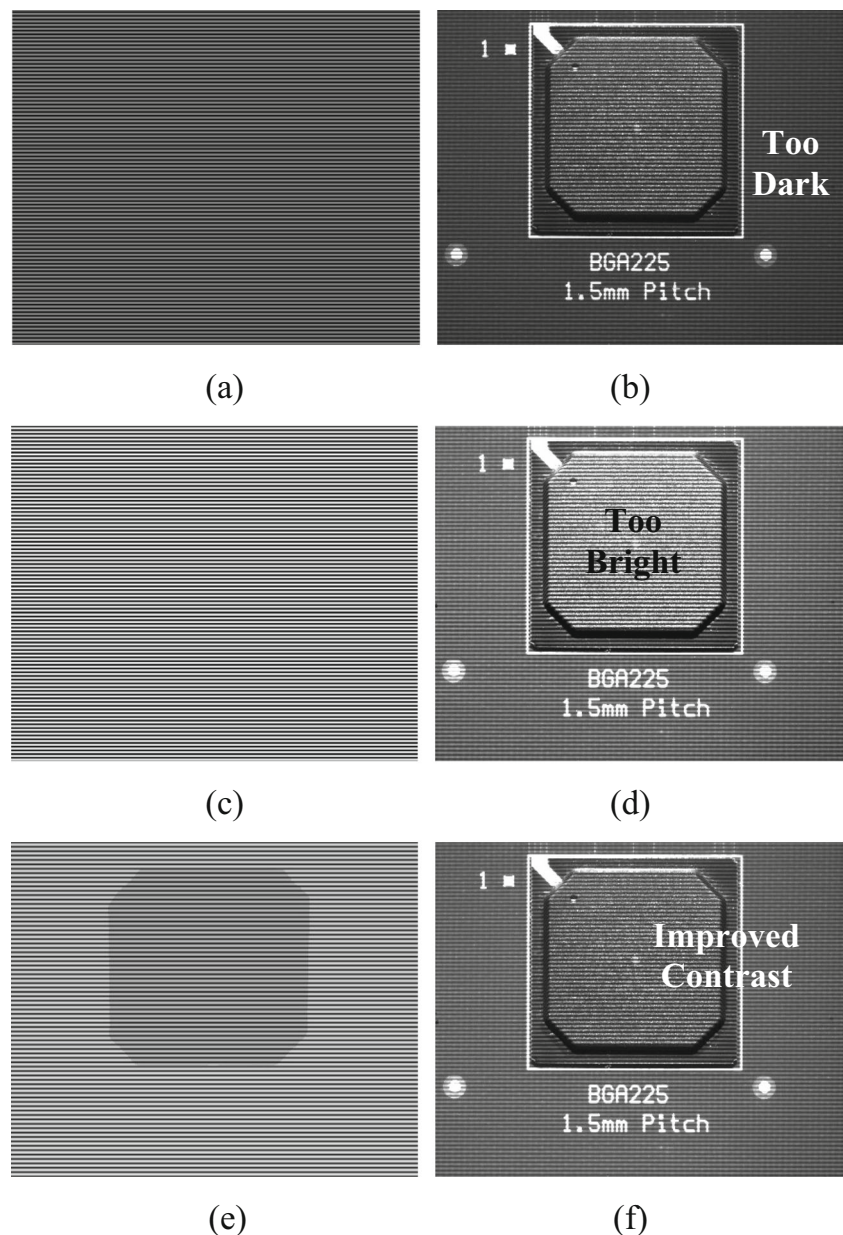 1
Too
Dark
BGA225
1.5mm Pitch
(a)
(b)
1
Too
Bright
BGA225
1.5mm Pitch
(c)
(d)
1
Improved
Contrast
BGA225
1.5mm Pitch
(e)
(f)